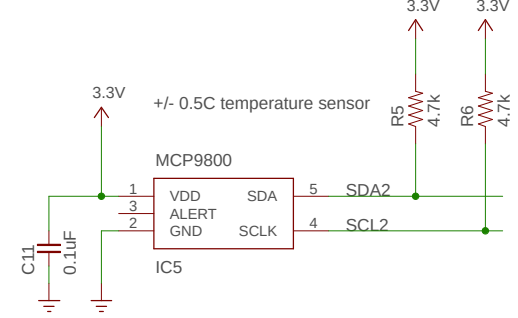 3.3V 3.3V
R5 4.7k R6 4.7k
3.3V
+/- 0.5C temperature sensor
MCP9800
1 VDD SDA 5 SDA2
3 ALERT
2 GND SCLK 4 SCL2
C11 0.1uF
IC5